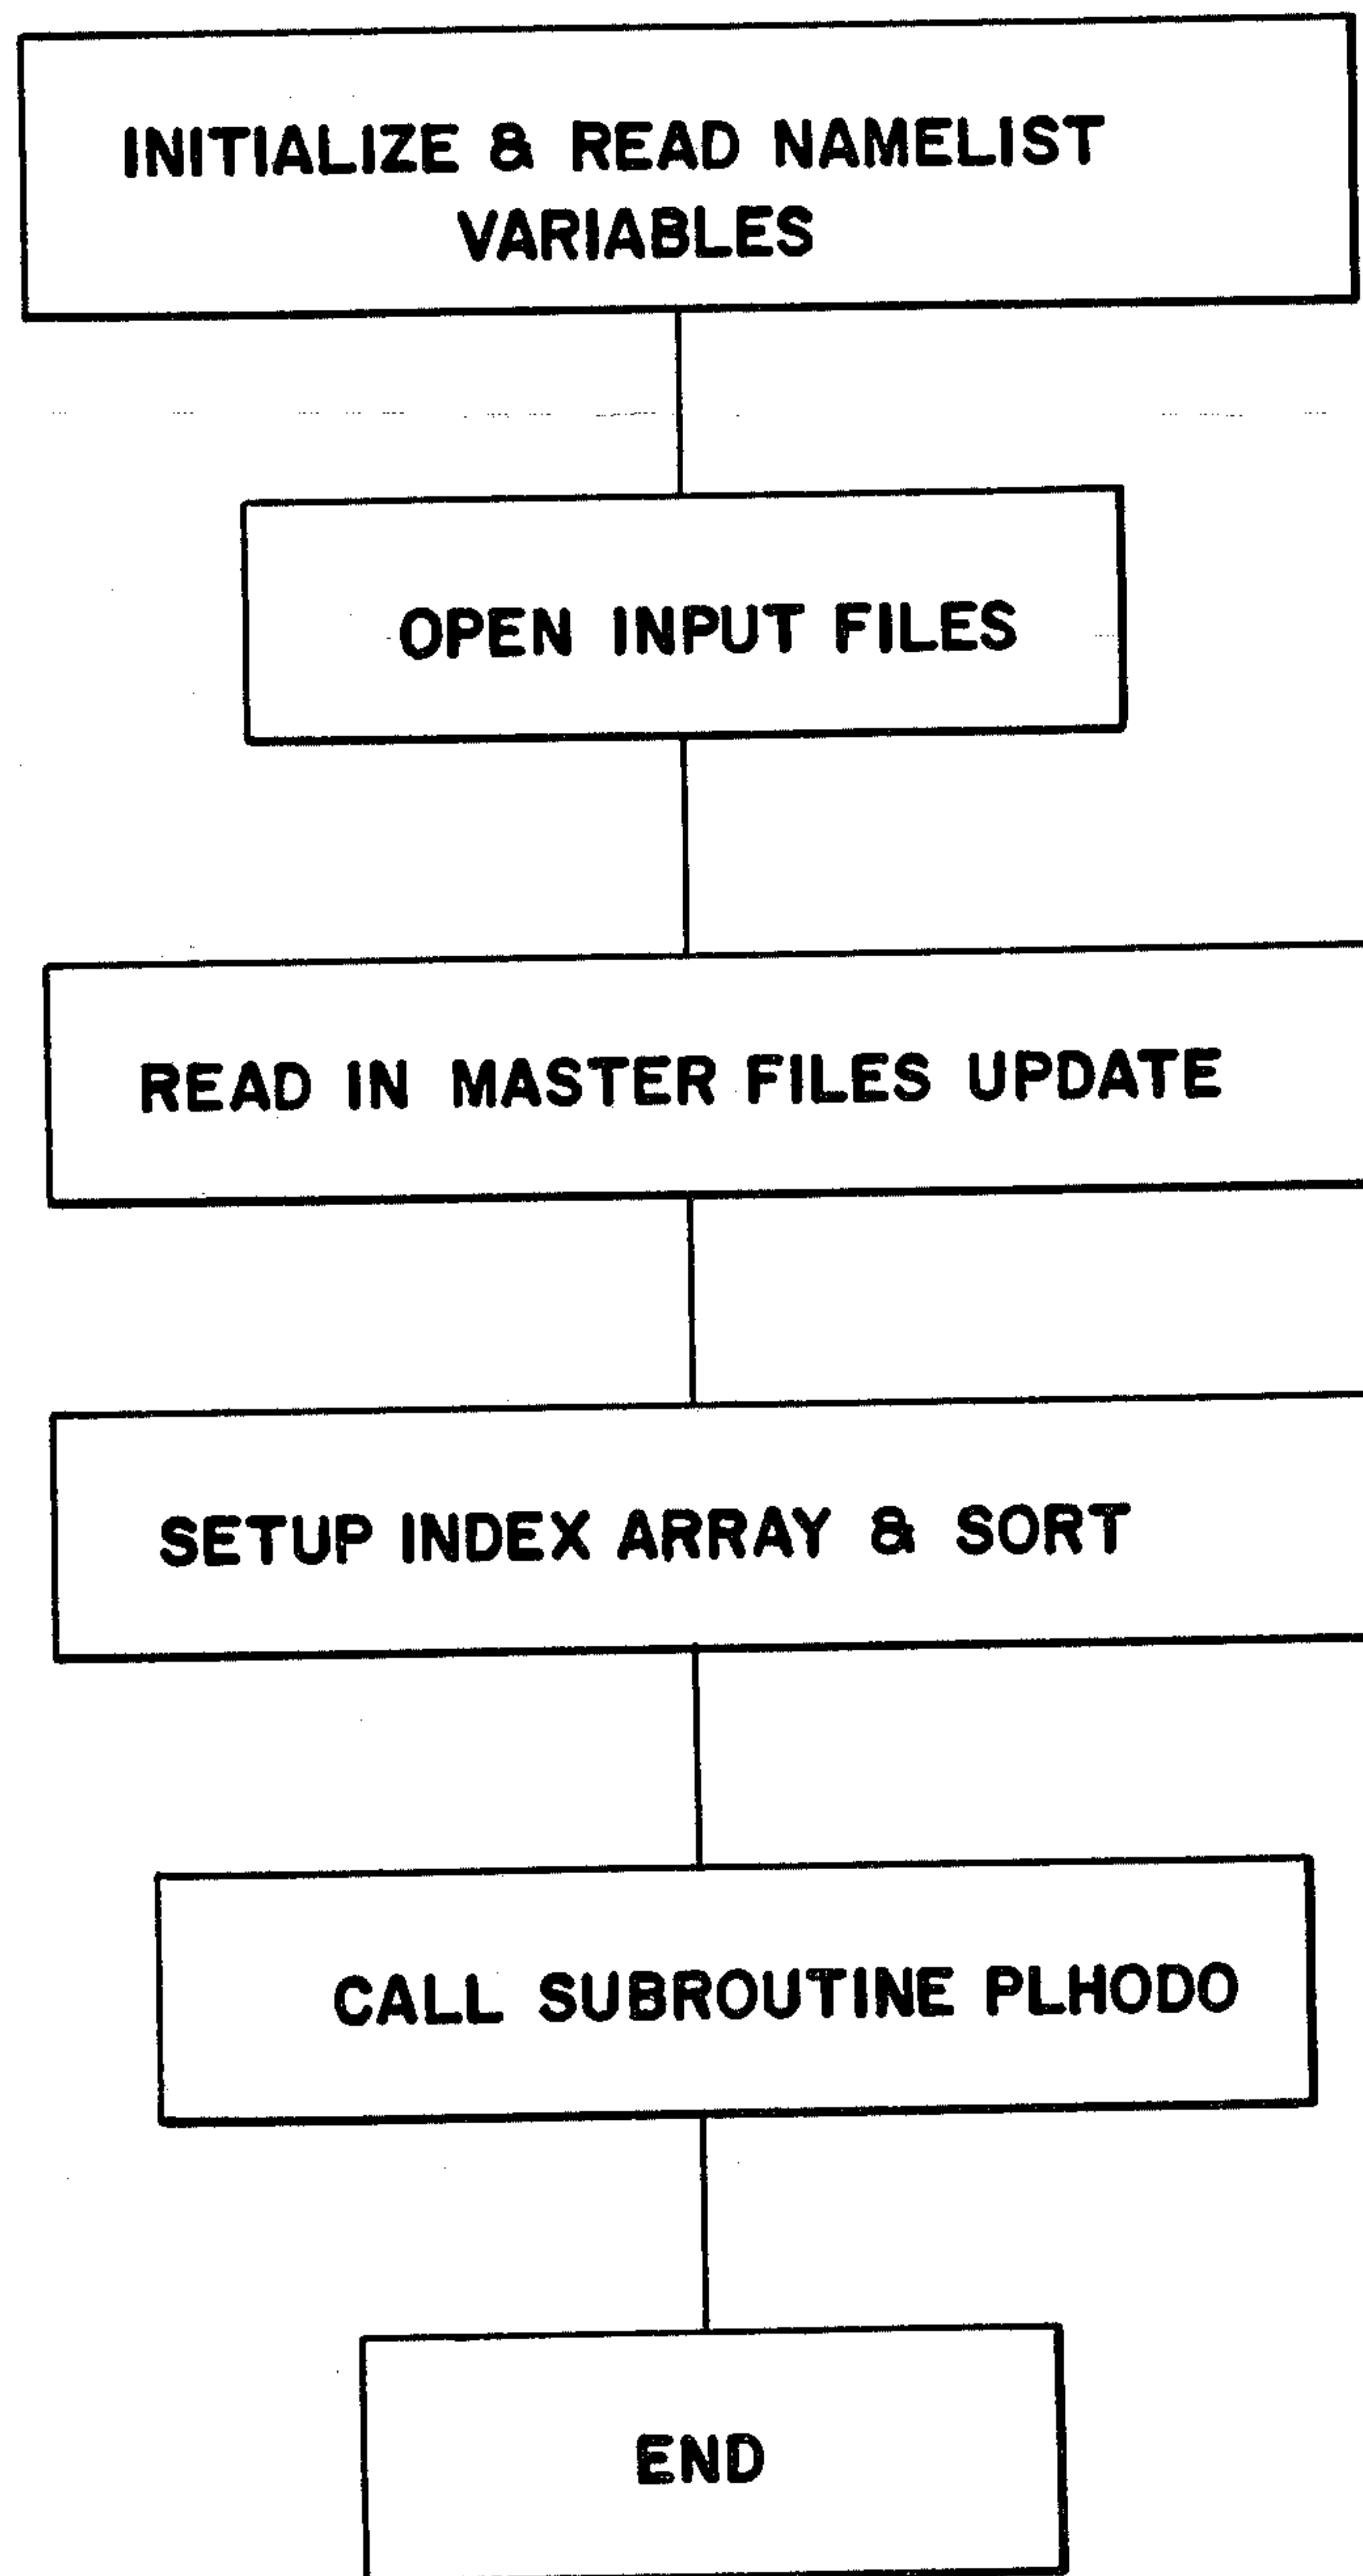 INITIALIZE & READ NAMELIST
VARIABLES
OPEN INPUT FILES
READ IN MASTER FILES UPDATE
SETUP INDEX ARRAY & SORT
CALL SUBROUTINE PLHODO
END